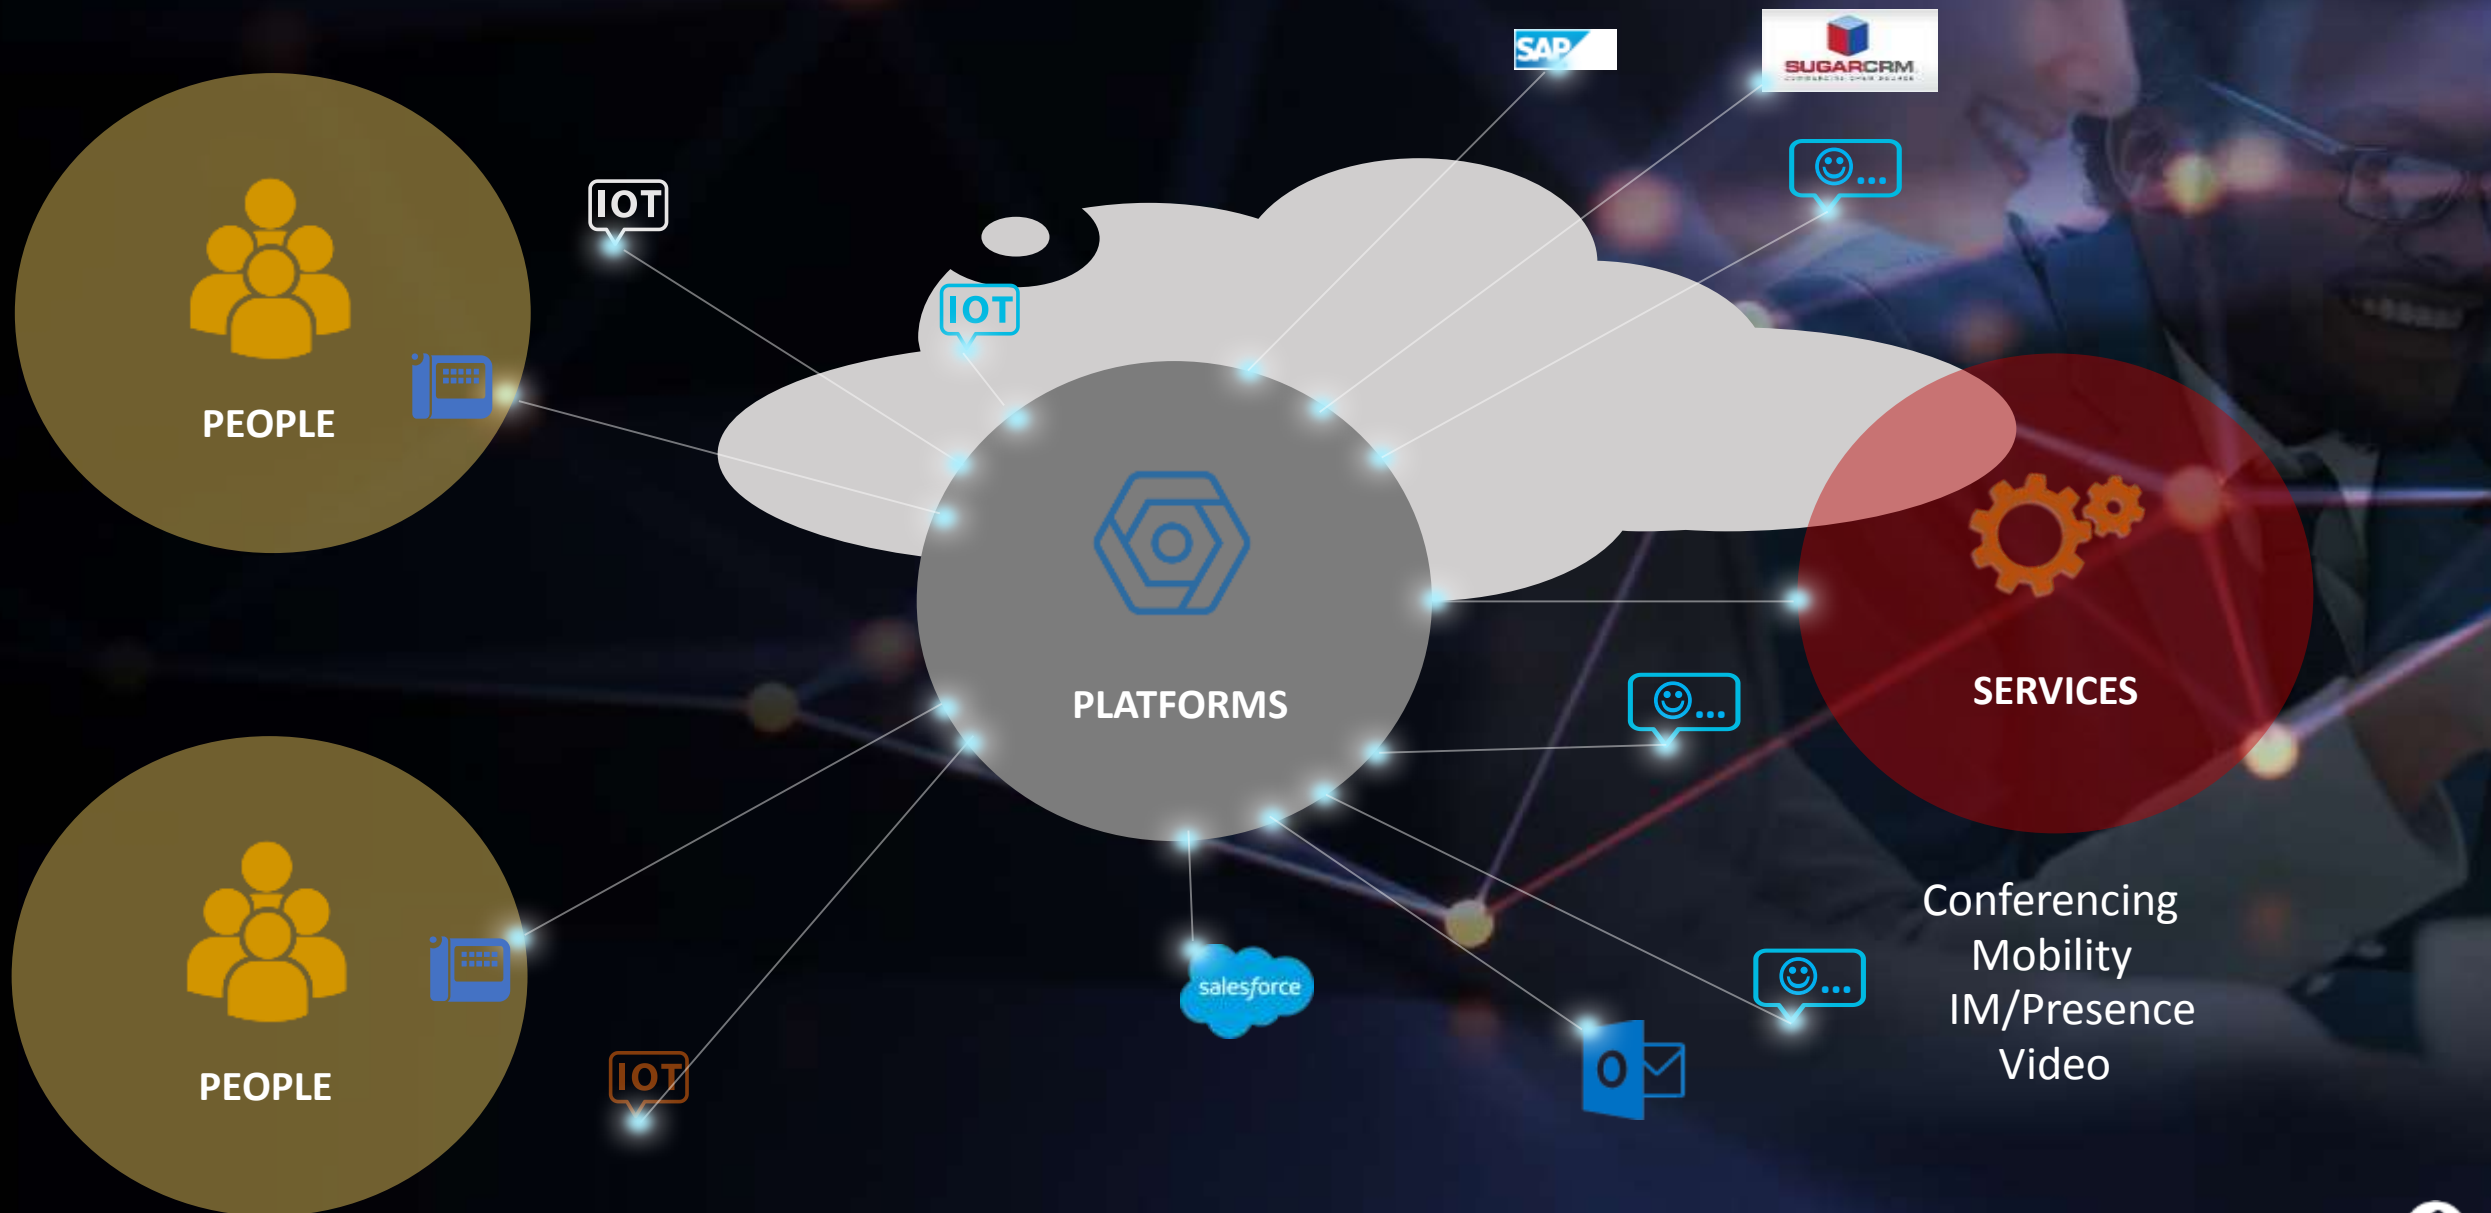 SAP
SUGARCRM
IOT
IOT
PEOPLE
PLATFORMS
SERVICES
Conferencing
Mobility
IM/Presence
Video
salesforce
IOT
O
PEOPLE